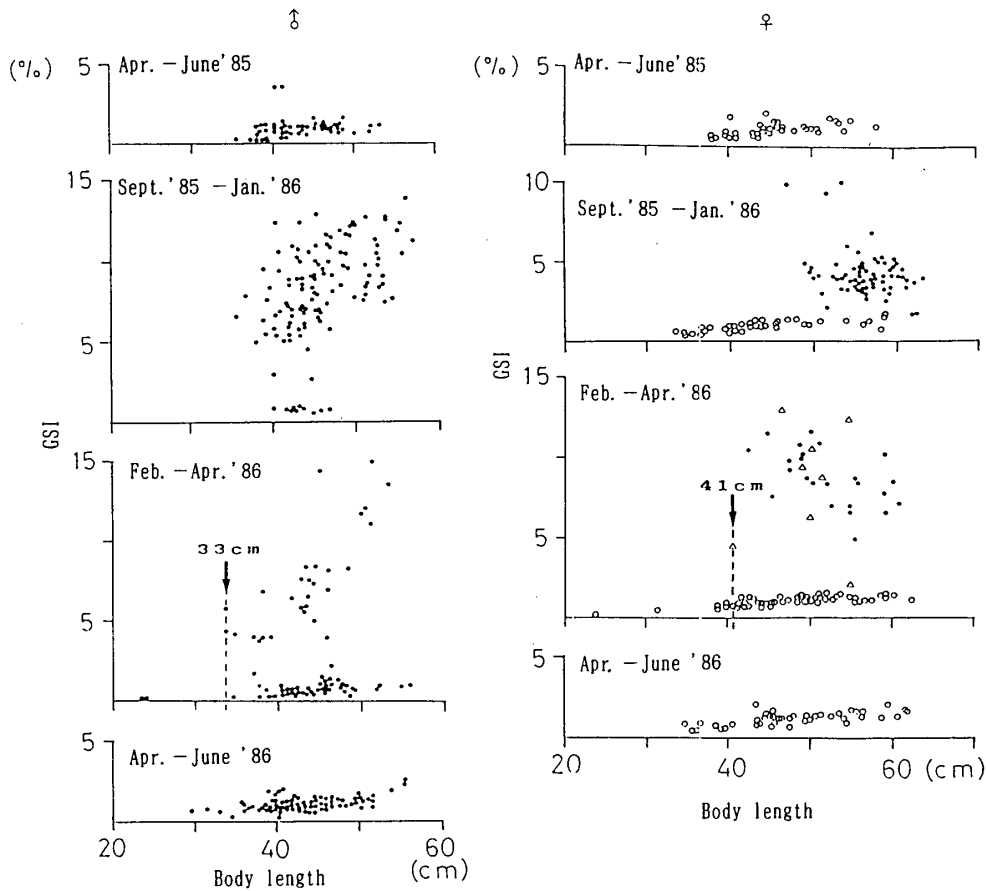 ♂
(%) 5 Apr. - June '85
Sept. '85 - Jan. '86
15
5
GSI
Feb. - Apr. '86
15
33cm
5
Apr. - June '86
5
20 40 60
Body length (cm)
♀
(%) 5 Apr. - June '85
Sept. '85 - Jan. '86
10
5
GSI
Feb. - Apr. '86
15
41cm
5
Apr. - June '86
5
20 40 60 (cm)
Body length